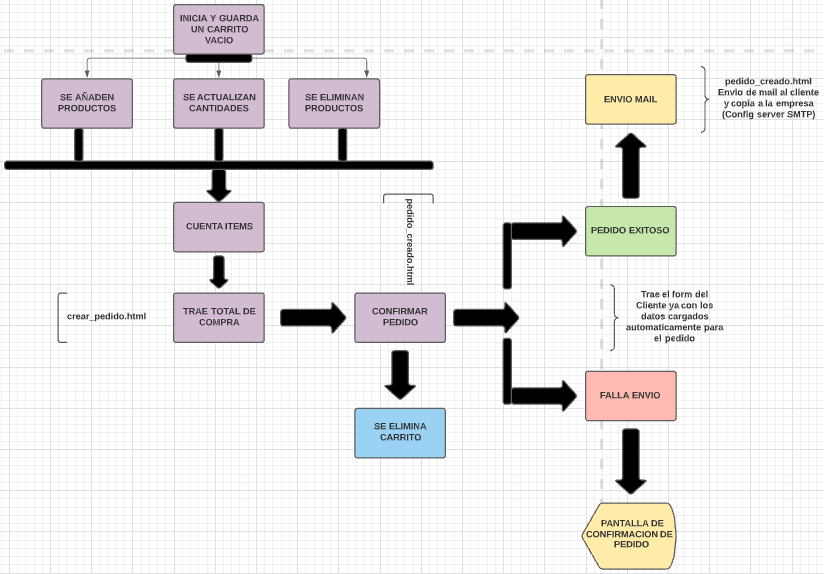 INICIA Y GUARDA
UN CARRITO
VACIO
SE AÑADEN
PRODUCTOS
SE ACTUALIZAN
CANTIDADES
SE ELIMINAN
PRODUCTOS
ENVIO MAIL
pedido_creado.html
Envio de mail al cliente
y copia a la empresa
(Config server SMTP)
CUENTA ITEMS
pedido_creado.html
PEDIDO EXITOSO
crear_pedido.html
TRAE TOTAL DE
COMPRA
CONFIRMAR
PEDIDO
Trae el form del
Cliente ya con los
datos cargados
automaticamente para
el pedido
FALLA ENVIO
SE ELIMINA
CARRITO
PANTALLA DE
CONFIRMACION DE
PEDIDO